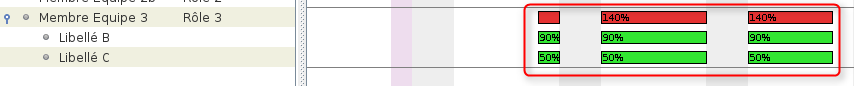 Membre Equipe 2b Rôle 2
Membre Equipe 3 Rôle 3 140% 140%
Libellé B 90% 90% 90%
Libellé C 50% 50% 50%